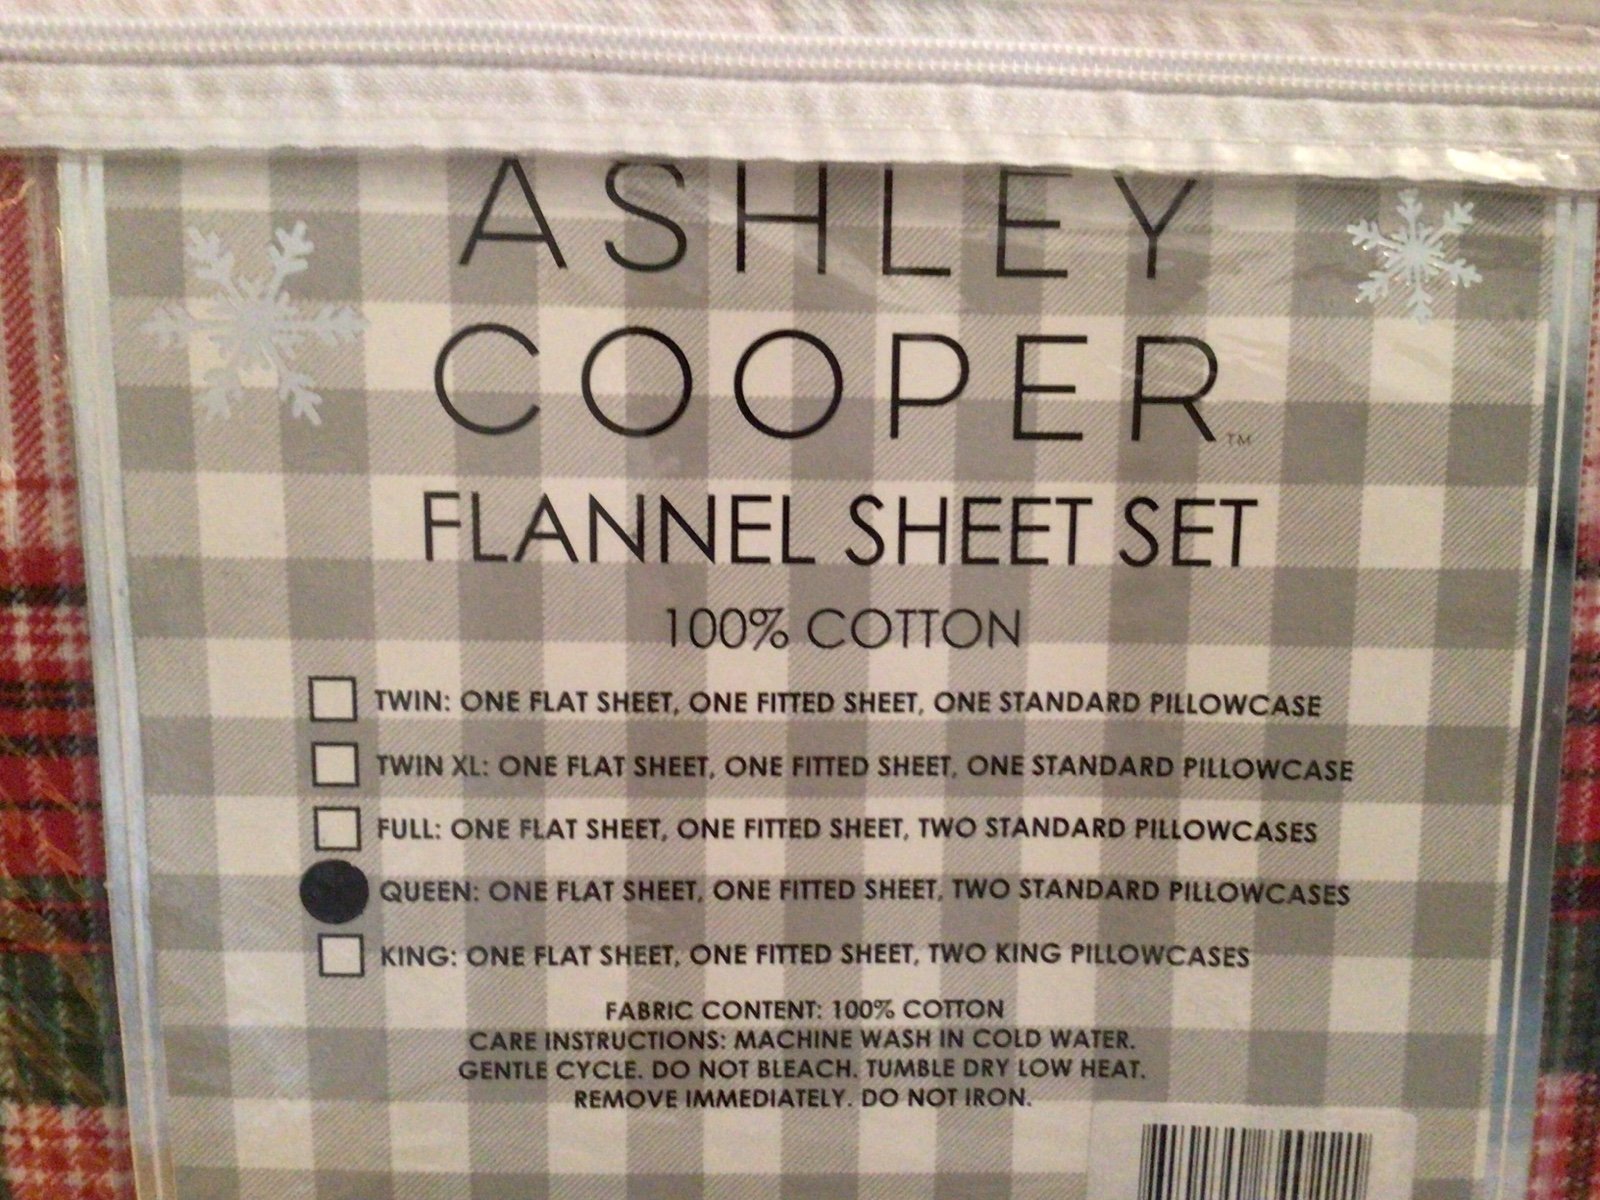 ASHLEY
COOPER™
FLANNEL SHEET SET
100% COTTON
TWIN: ONE FLAT SHEET, ONE FITTED SHEET, ONE STANDARD PILLOWCASE
TWIN XL: ONE FLAT SHEET, ONE FITTED SHEET, ONE STANDARD PILLOWCASE
FULL: ONE FLAT SHEET, ONE FITTED SHEET, TWO STANDARD PILLOWCASES
QUEEN: ONE FLAT SHEET, ONE FITTED SHEET, TWO STANDARD PILLOWCASES
KING: ONE FLAT SHEET, ONE FITTED SHEET, TWO KING PILLOWCASES
FABRIC CONTENT: 100% COTTON
CARE INSTRUCTIONS: MACHINE WASH IN COLD WATER.
GENTLE CYCLE. DO NOT BLEACH. TUMBLE DRY LOW HEAT.
REMOVE IMMEDIATELY. DO NOT IRON.